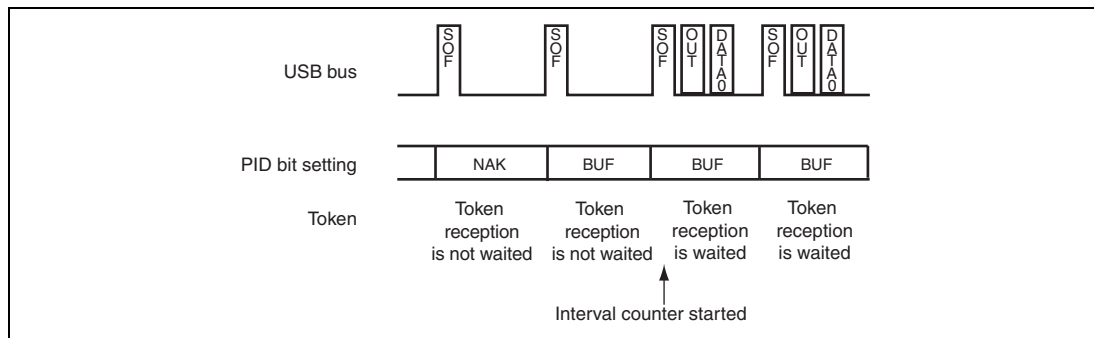 USB bus
SOF
SOF
SOF
OUT
DATA0
SOF
OUT
DATA0
PID bit setting
NAK
BUF
BUF
BUF
Token
Token
reception
is not waited
Token
reception
is not waited
Token
reception
is waited
Token
reception
is waited
Interval counter started